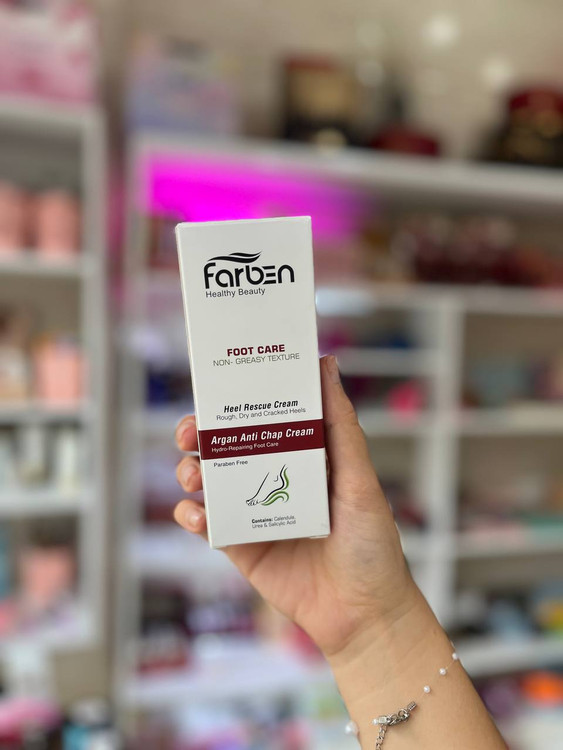 farben
Healthy Beauty
FOOT CARE
NON- GREASY TEXTURE
Heel Rescue Cream
Rough, Dry and Cracked Heels
Argan Anti Chap Cream
Hydro-Repairing Foot Care
Paraben Free
Contains: Calendula,
Urea & Salicylic Acid